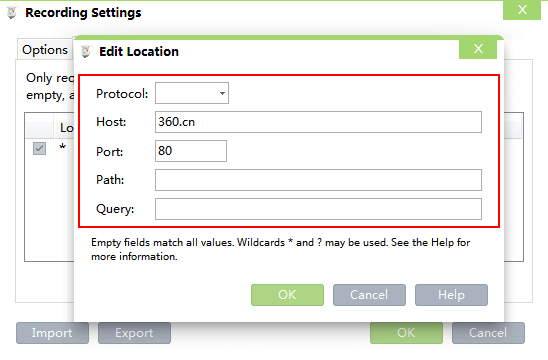 Recording Settings
X
Options
Edit Location
X
Only rec
empty, a
Lo
*
Protocol:
Host: 360.cn
Port: 80
Path:
Query:
Empty fields match all values. Wildcards * and ? may be used. See the Help for
more information.
OK Cancel Help
Import Export OK Cancel